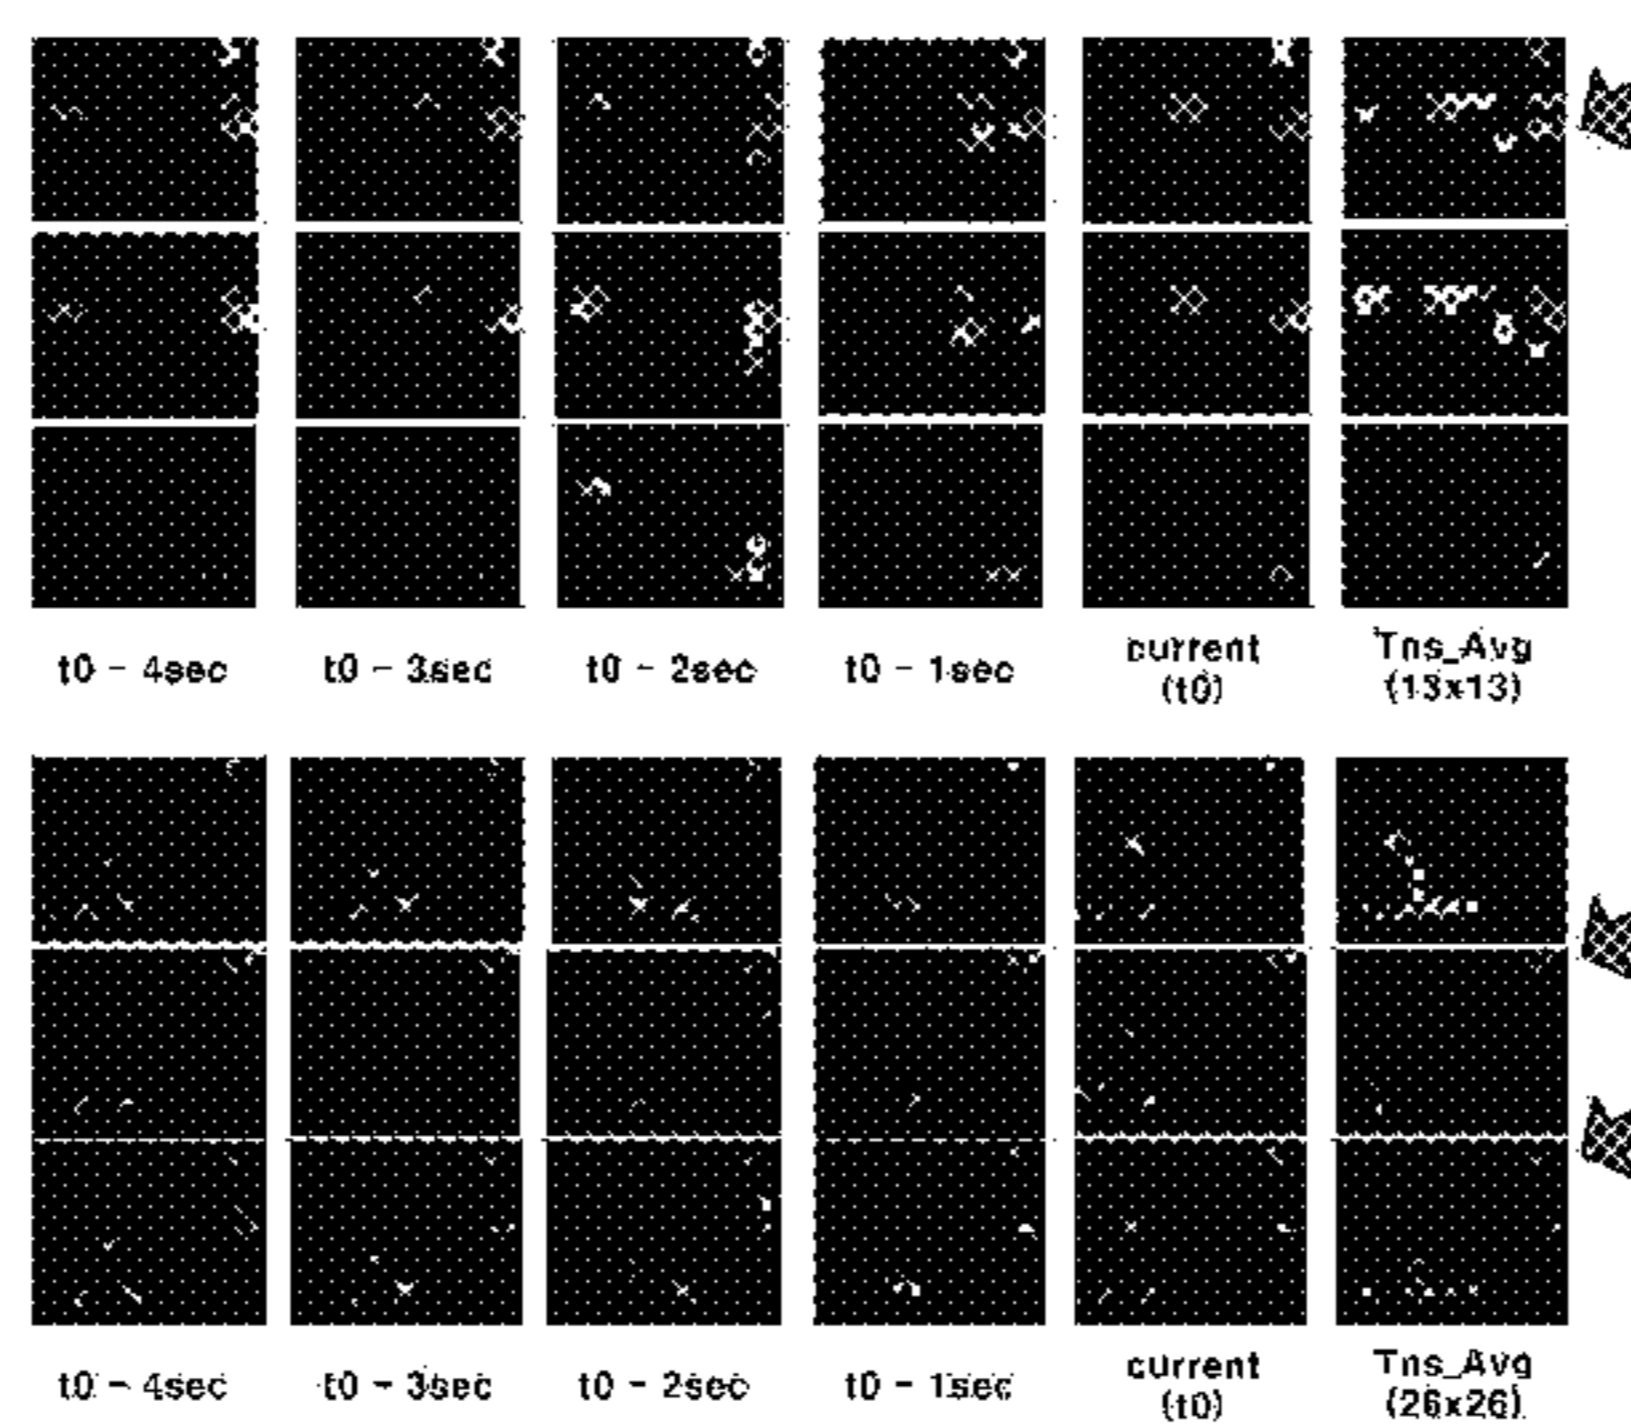 t0 - 4sec t0 - 3sec t0 - 2sec t0 - 1sec current (t0) Tns_Avg (13x13)
t0 - 4sec t0 - 3sec t0 - 2sec t0 - 1sec current (t0) Tns_Avg (26x26)